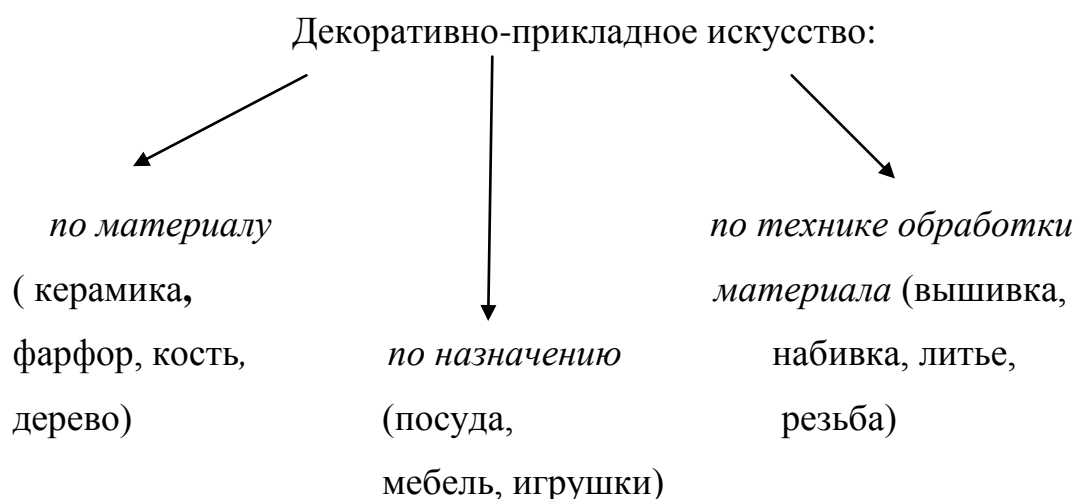 Декоративно-прикладное искусство:
по материалу
( керамика,
фарфор, кость,
дерево)
по назначению
(посуда,
мебель, игрушки)
по технике обработки
материала (вышивка,
набивка, литье,
резьба)